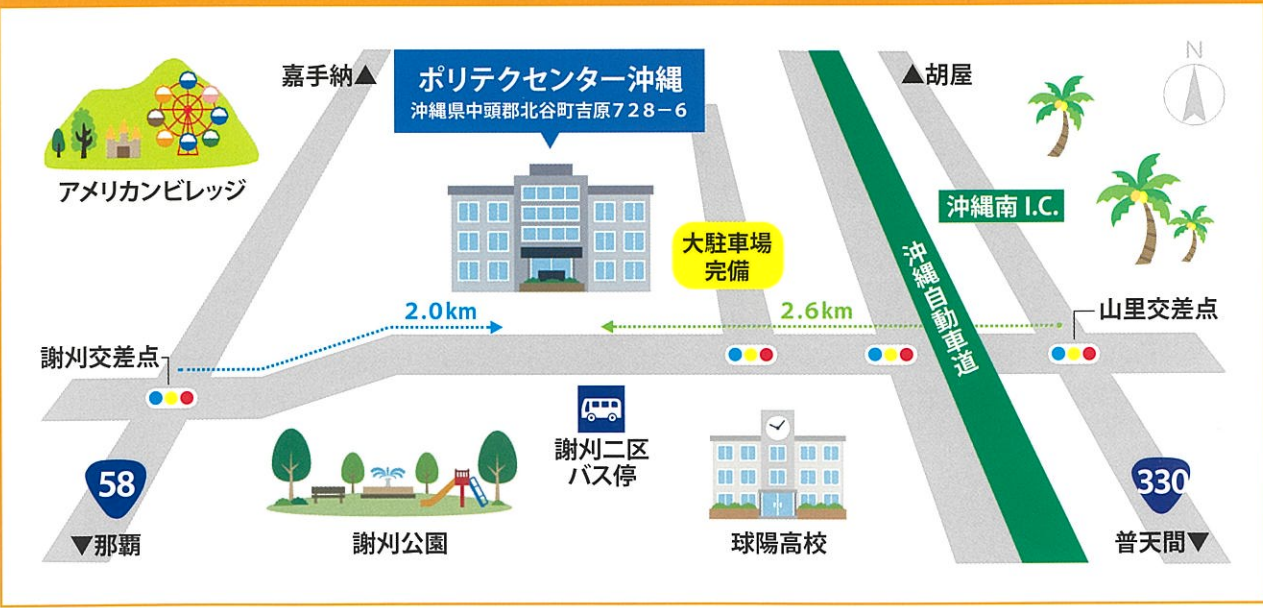 嘉手納▲
ポリテクセンター沖縄
沖縄県中頭郡北谷町吉原728-6
▲胡屋
N
アメリカンビレッジ
沖縄南 I.C.
大駐車場
完備
沖縄自動車道
2.0km
2.6km
山里交差点
謝刈交差点
謝刈二区
バス停
58
330
▼那覇
謝刈公園
球陽高校
普天間▼